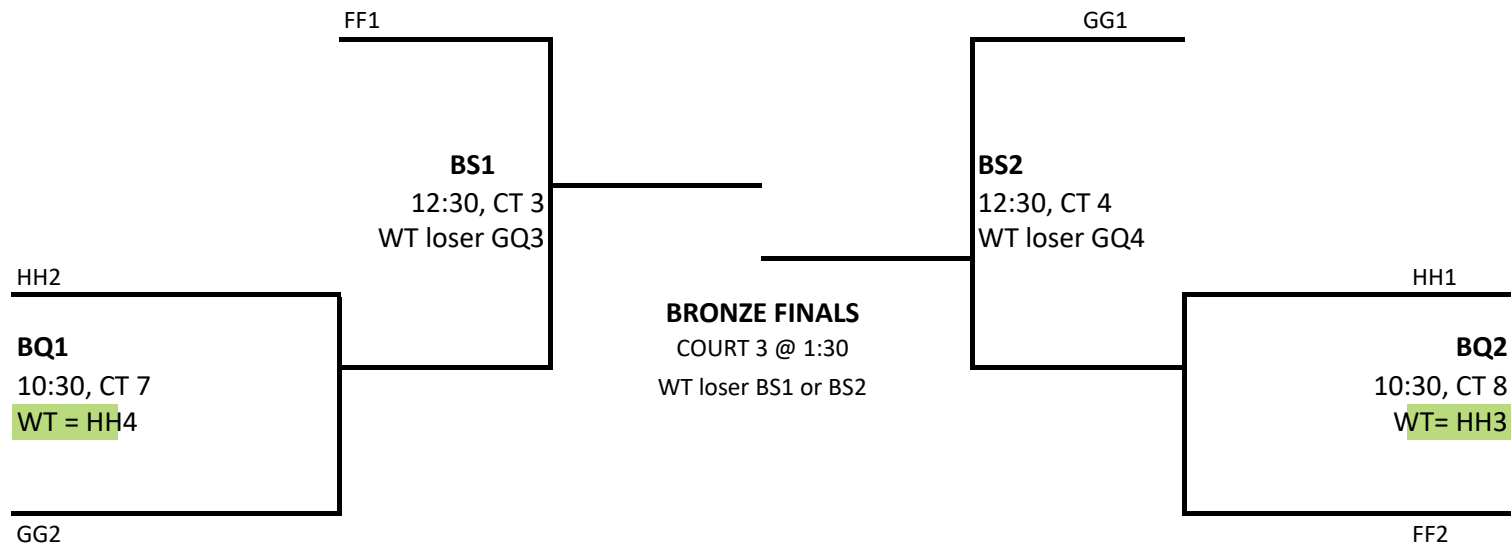 FF1
GG1
BS1
12:30, CT 3
WT loser GQ3
BS2
12:30, CT 4
WT loser GQ4
HH2
HH1
BRONZE FINALS
COURT 3 @ 1:30
WT loser BS1 or BS2
BQ1
10:30, CT 7
WT = HH4
BQ2
10:30, CT 8
WT= HH3
GG2
FF2